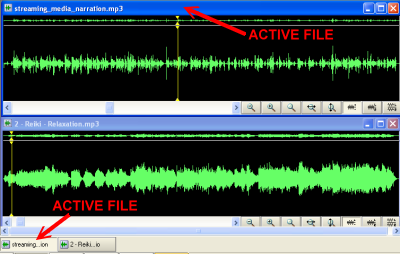 streaming_media_narration.mp3
ACTIVE FILE
2 - Reiki - Relaxation.mp3
ACTIVE FILE
streaming...ion
2 - Reiki...io